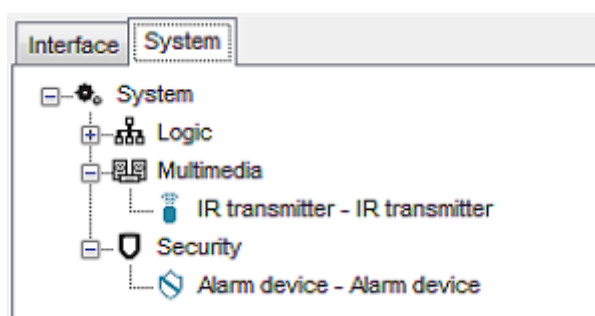 Interface System
System
Logic
Multimedia
IR transmitter - IR transmitter
Security
Alarm device - Alarm device